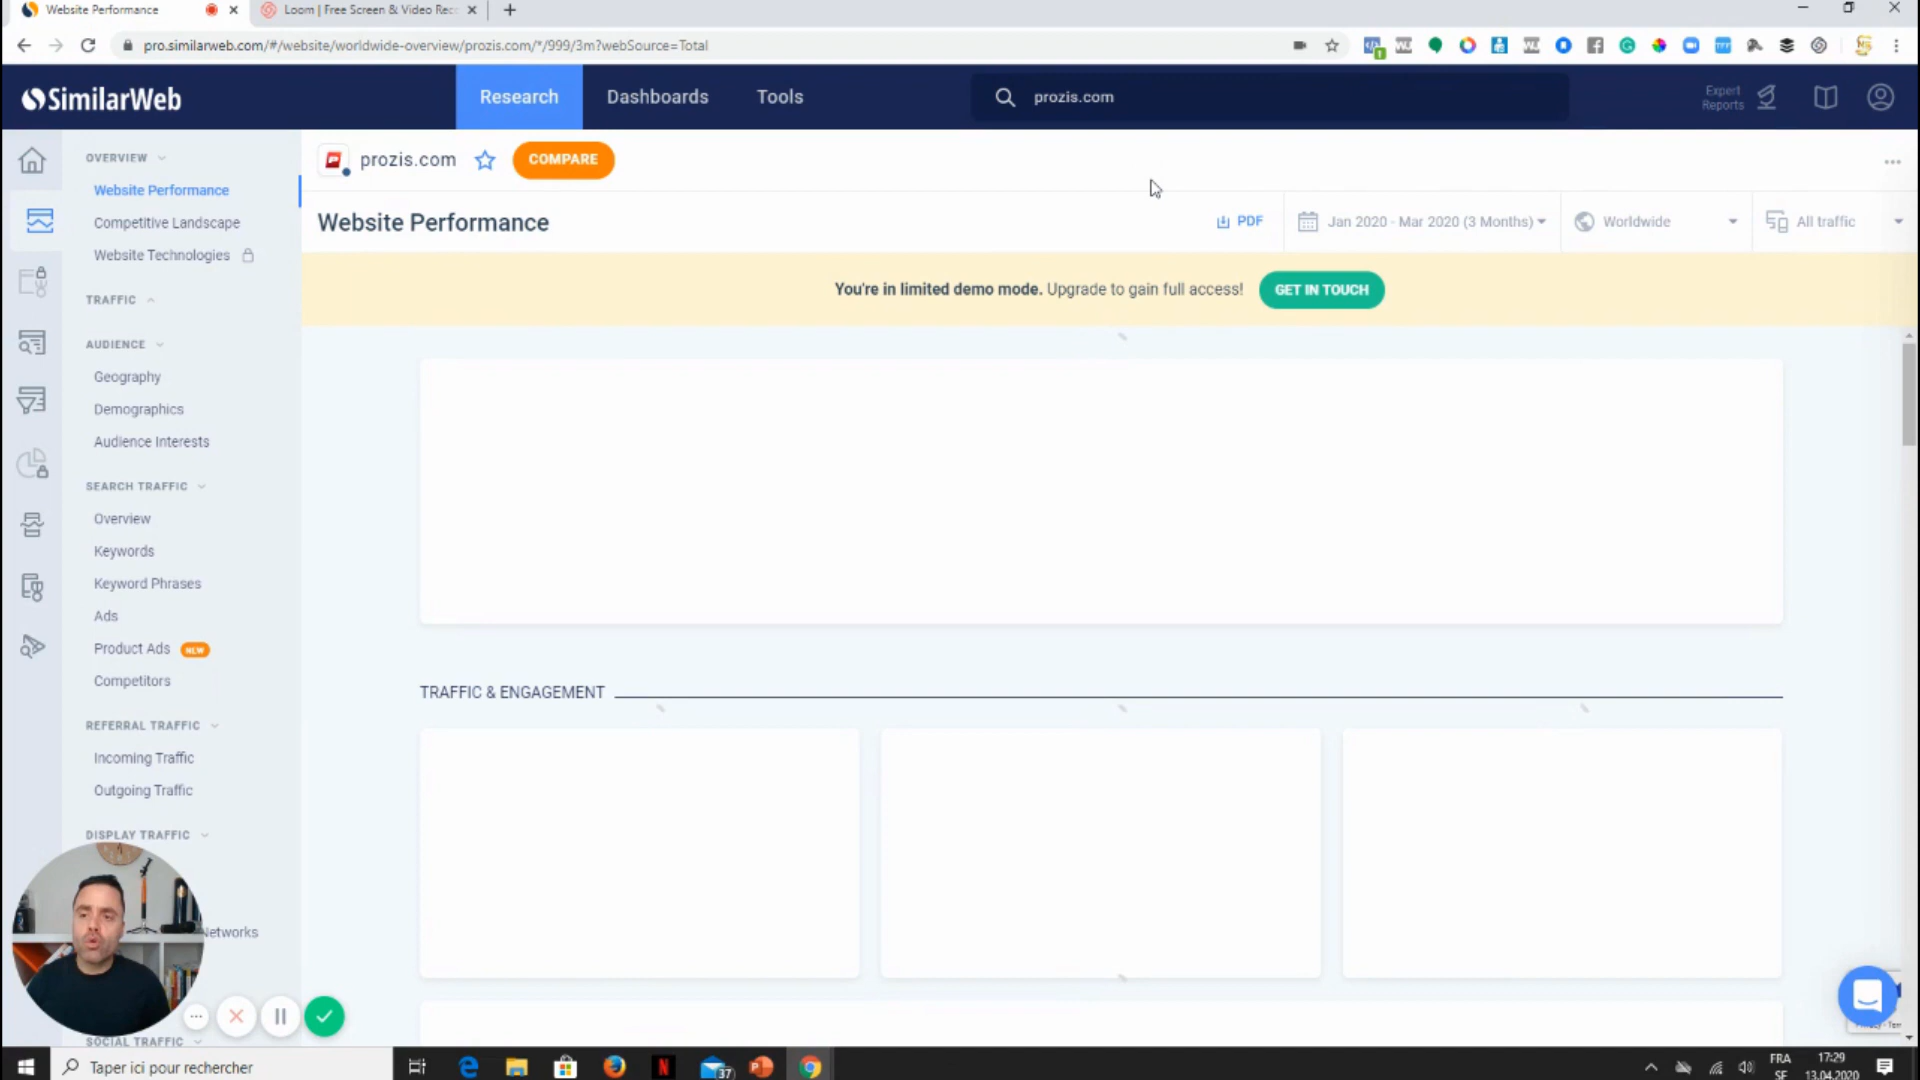 Website Performance
Loom | Free Screen & Video Rec
pro.similarweb.com/#/website/worldwide-overview/prozis.com/*/999/3m?webSource=Total
SimilarWeb
Research
Dashboards
Tools
prozis.com
Expert
Reports
OVERVIEW
Website Performance
Competitive Landscape
Website Technologies
TRAFFIC
AUDIENCE
Geography
Demographics
Audience Interests
SEARCH TRAFFIC
Overview
Keywords
Keyword Phrases
Ads
Product Ads NEW
Competitors
REFERRAL TRAFFIC
Incoming Traffic
Outgoing Traffic
DISPLAY TRAFFIC
Networks
SOCIAL TRAFFIC
prozis.com
COMPARE
Website Performance
PDF
Jan 2020 - Mar 2020 (3 Months)
Worldwide
All traffic
You're in limited demo mode. Upgrade to gain full access!
GET IN TOUCH
TRAFFIC & ENGAGEMENT
Taper ici pour rechercher
37
FRA
SF
17:29
13.04.2020